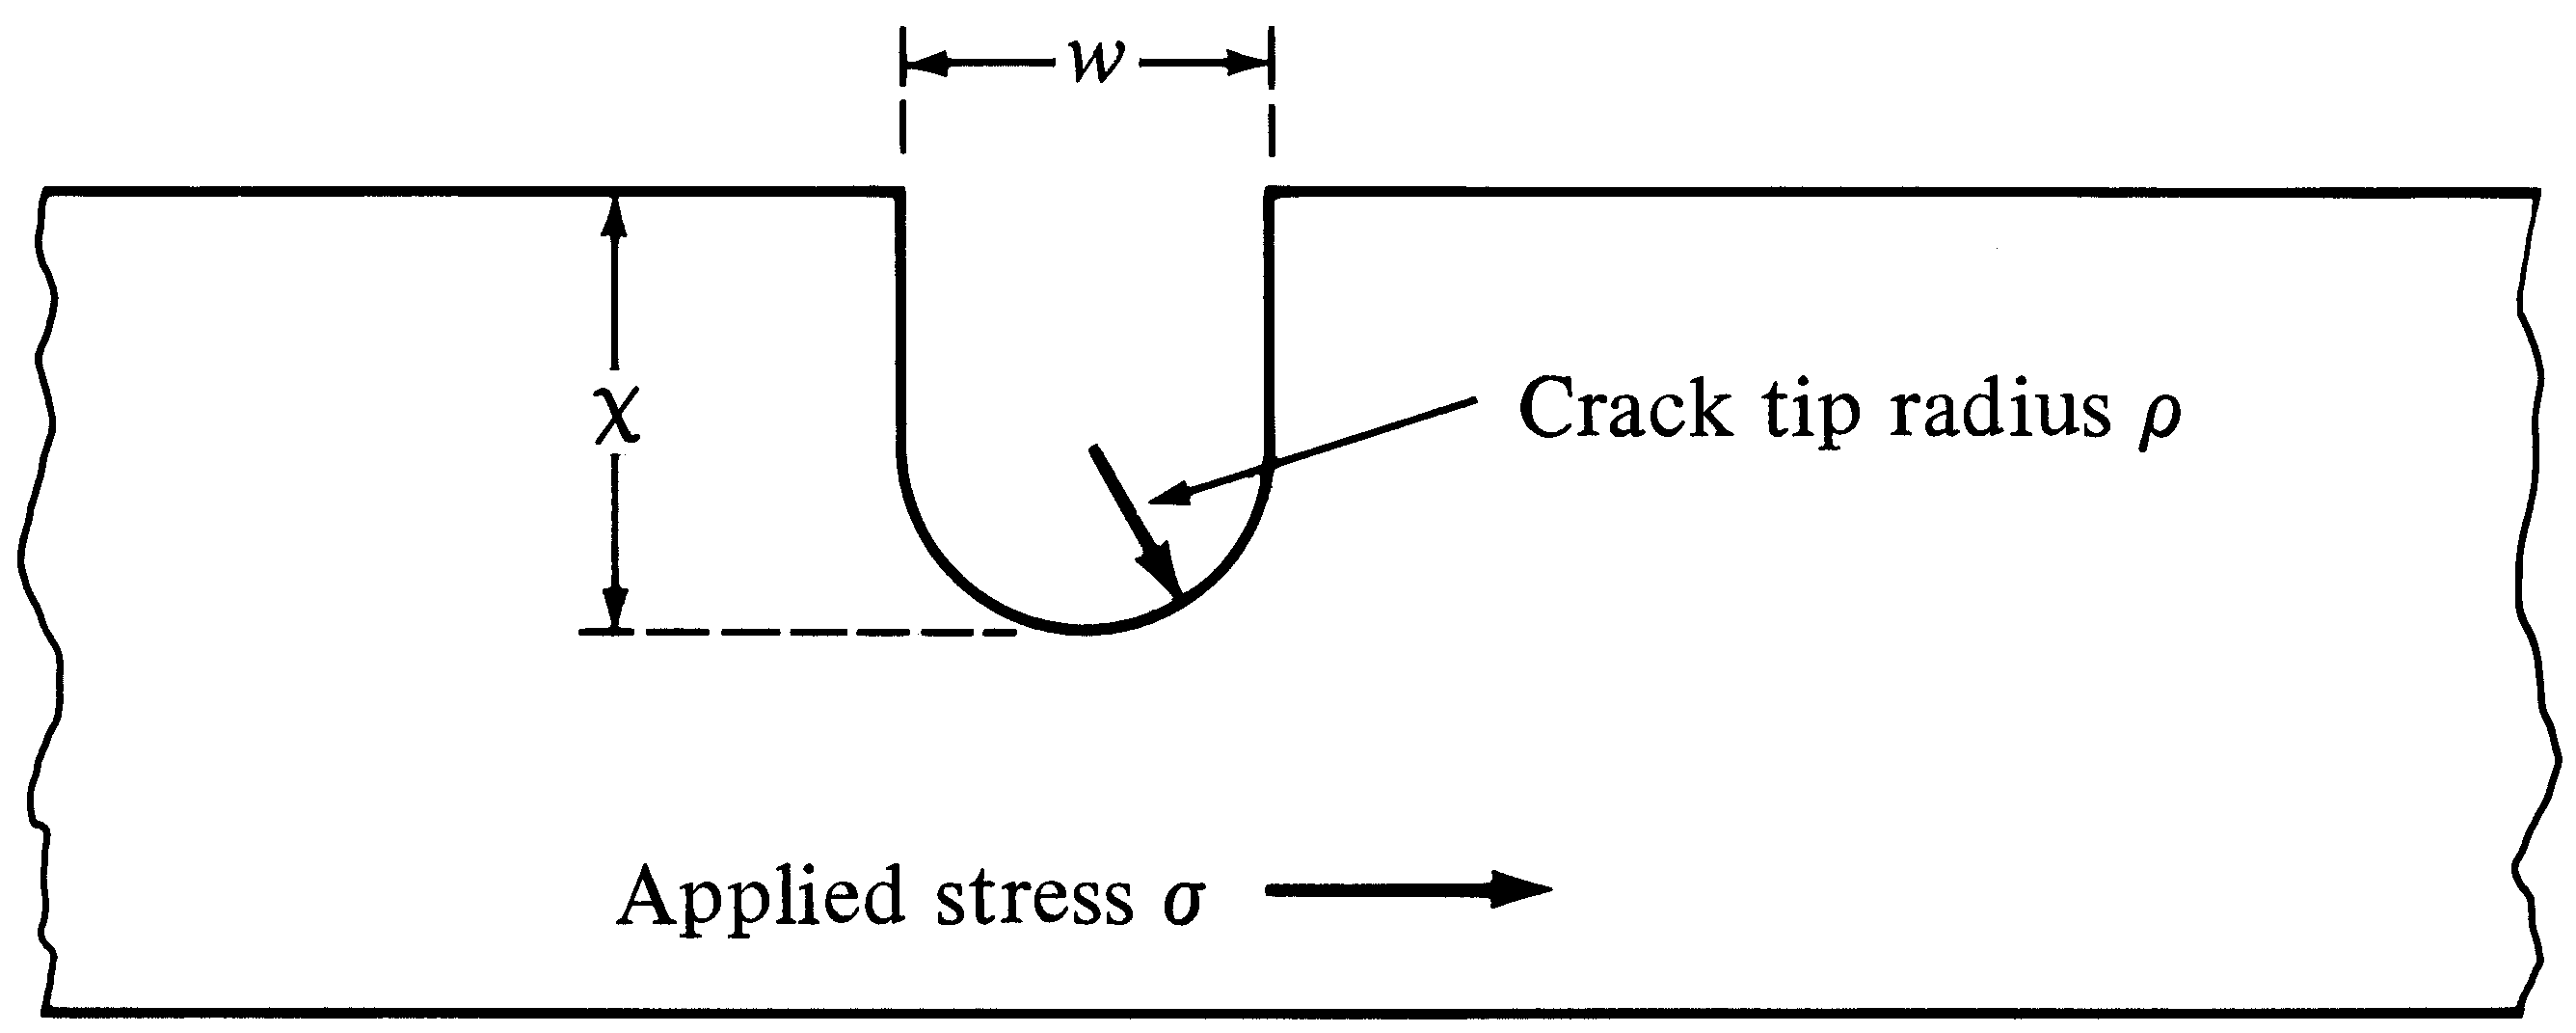 w
χ
Crack tip radius ρ
Applied stress σ